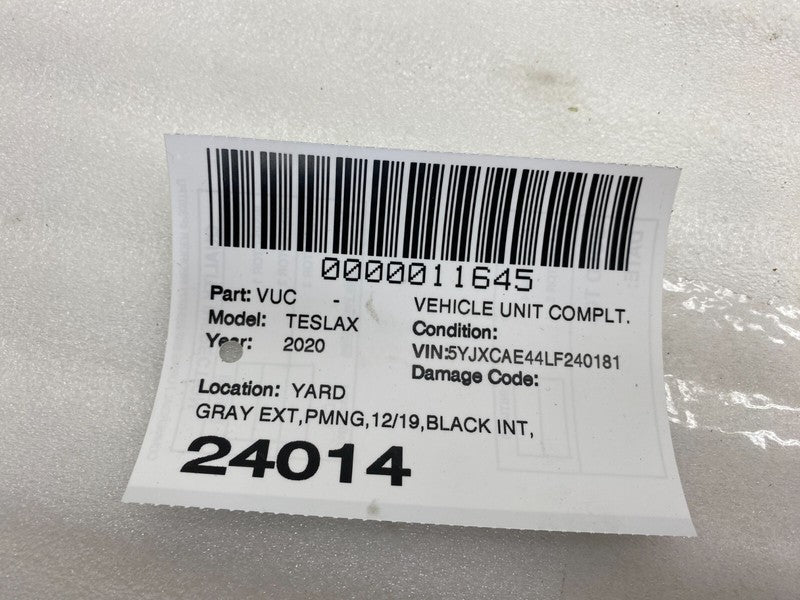 0000011645
Part: VUC - VEHICLE UNIT COMPLT.
Model: TESLAX Condition:
Year: 2020 VIN:5YJXCAE44LF240181
Damage Code:
Location: YARD
GRAY EXT,PMNG,12/19,BLACK INT,
24014